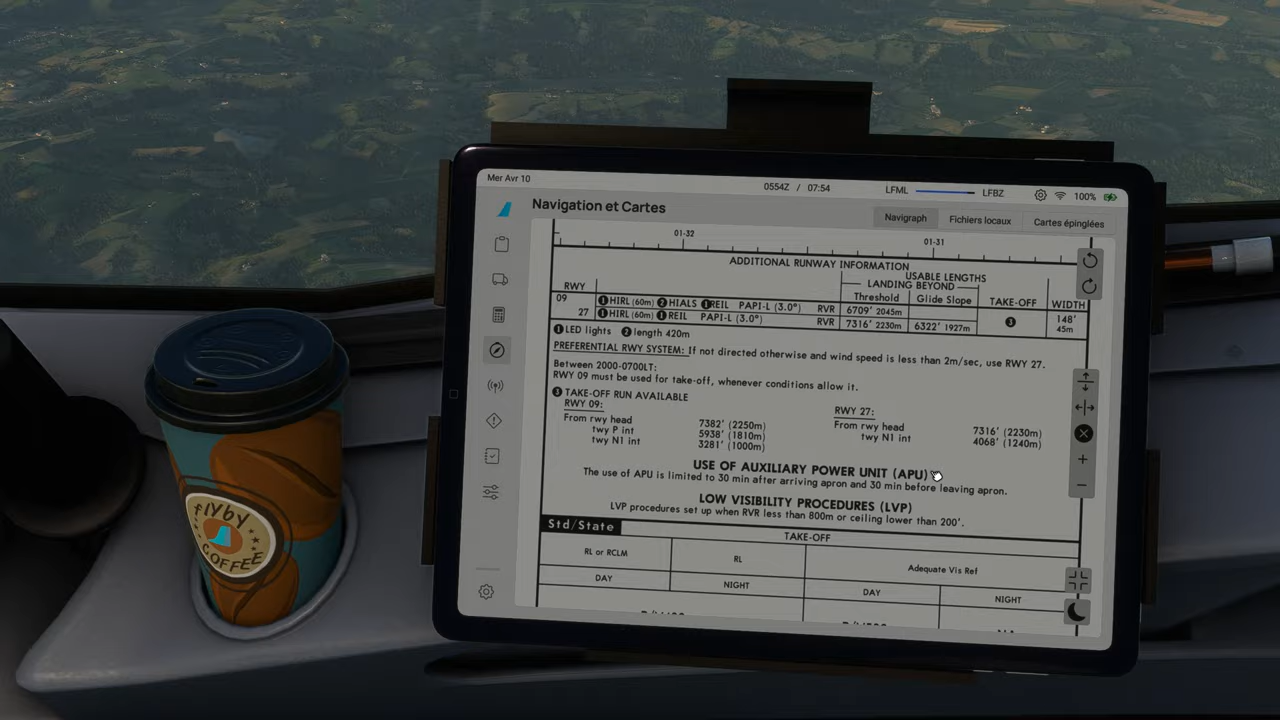 Mer Avr 10
0554Z / 07:54
LFML
LFBZ
100%
Navigation et Cartes
Navigraph
Fichiers locaux
Cartes épinglées
01-32
01-31
ADDITIONAL RUNWAY INFORMATION
USABLE LENGTHS
LANDING BEYOND
RWY
Threshold
Glide Slope
TAKE-OFF
WIDTH
09
1 HIRL (60m) 2 HIALS 1 REIL PAPI-L (3.0°) RVR
6709' 2045m
27
1 HIRL (60m) 1 REIL PAPI-L (3.0°) RVR
7316' 2230m
6322' 1927m
3
148'
45m
1 LED lights 2 length 420m
PREFERENTIAL RWY SYSTEM: If not directed otherwise and wind speed is less than 2m/sec, use RWY 27.
Between 2000-0700LT:
RWY 09 must be used for take-off, whenever conditions allow it.
3 TAKE-OFF RUN AVAILABLE
RWY 09:
From rwy head 7382' (2250m)
twy P int 5938' (1810m)
twy N1 int 3281' (1000m)
RWY 27:
From rwy head 7316' (2230m)
twy N1 int 4068' (1240m)
USE OF AUXILIARY POWER UNIT (APU)
The use of APU is limited to 30 min after arriving apron and 30 min before leaving apron.
LOW VISIBILITY PROCEDURES (LVP)
LVP procedures set up when RVR less than 800m or ceiling lower than 200'.
Std/State
TAKE-OFF
RL or RCLM
RL
Adequate Vis Ref
DAY
NIGHT
DAY
NIGHT
flyby
COFFEE